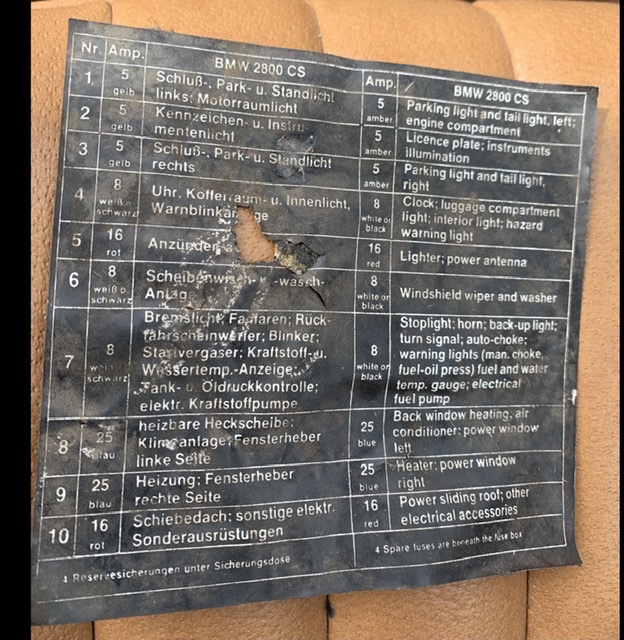 Nr. Amp. BMW 2800 CS Amp. BMW 2800 CS
1 5 gelb
Schluß-, Park- u. Standlicht
links; Motorraumlicht
5 amber
Parking light and tail light, left;
engine compartment
2 5 gelb
Kennzeichen- u. Instru-
mentenlicht
5 amber
Licence plate; instruments
illumination
3 5 gelb
Schluß-, Park- u. Standlicht
rechts
5 amber
Parking light and tail light,
right
4 8
weiß o.
schwarz
Uhr, Kofferraum- u. Innenlicht,
8
white or
black
Clock; luggage compartment
light; interior light; hazard
warning light
5 16 rot
Anzünder
16 red
Lighter; power antenna
6 8
weiß o.
schwarz
Scheibenwisch- -wasch-
8
white or
black
Windshield wiper and washer
7 8
weiß
schwarz
Bremslicht; Fanfaren; Rück-
fahrscheinwerfer; Blinker;
Startvergaser; Kraftstoff-u.
Wassertemp.-Anzeige;
Tank- u. Öldruckkontrolle;
elektr. Kraftstoffpumpe
8
white or
black
Stoplight; horn; back-up light;
turn signal; auto-choke;
warning lights (man. choke,
fuel-oil press) fuel and water
temp. gauge; electrical
fuel pump
8 25 blau
heizbare Heckscheibe;
Klimaanlage; Fensterheber
linke Seite
25 blue
Back window heating, air
conditioner; power window
left
9 25 blau
Heizung; Fensterheber
rechte Seite
25 blue
Heater; power window
right
10 16 rot
Schiebedach; sonstige elektr.
Sonderausrüstungen
16 red
Power sliding roof; other
electrical accessories
4 Reservesicherungen unter Sicherungsdose
4 Spare fuses are beneath the fuse box